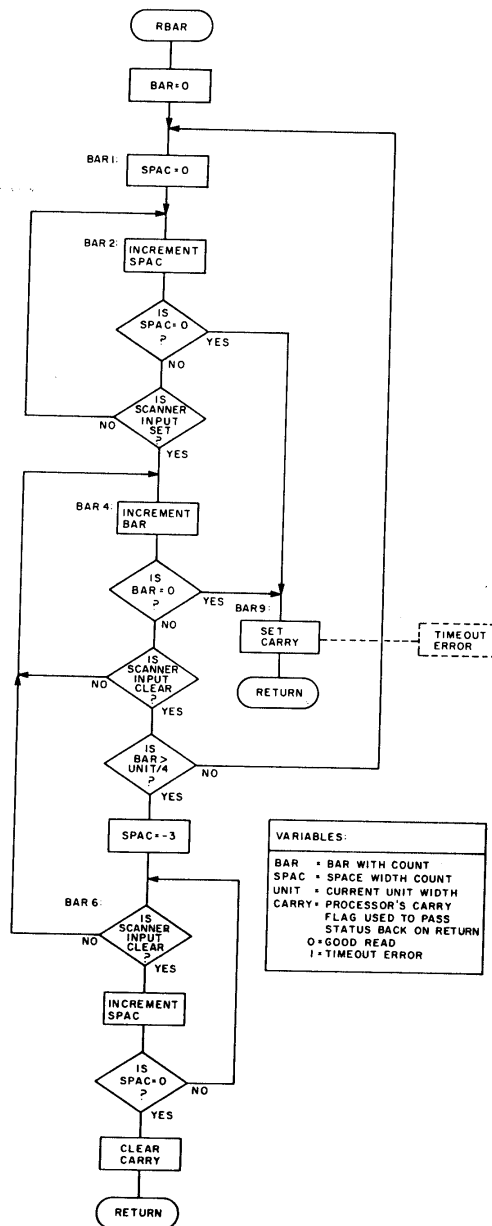 RBAR
BAR=0
BAR 1:
SPAC = 0
BAR 2:
INCREMENT
SPAC
IS
SPAC=0
?
YES
NO
IS
SCANNER
INPUT
SET
?
NO
YES
BAR 4:
INCREMENT
BAR
IS
BAR=0
?
YES
NO
BAR 9:
SET
CARRY
TIMEOUT
ERROR
RETURN
IS
SCANNER
INPUT
CLEAR
?
NO
YES
IS
BAR>
UNIT/4
?
NO
YES
SPAC=-3
BAR 6:
IS
SCANNER
INPUT
CLEAR
?
NO
YES
INCREMENT
SPAC
IS
SPAC=0
?
NO
YES
CLEAR
CARRY
RETURN
VARIABLES:
BAR = BAR WITH COUNT
SPAC = SPACE WIDTH COUNT
UNIT = CURRENT UNIT WIDTH
CARRY= PROCESSOR'S CARRY
FLAG USED TO PASS
STATUS BACK ON RETURN
0=GOOD READ
1=TIMEOUT ERROR